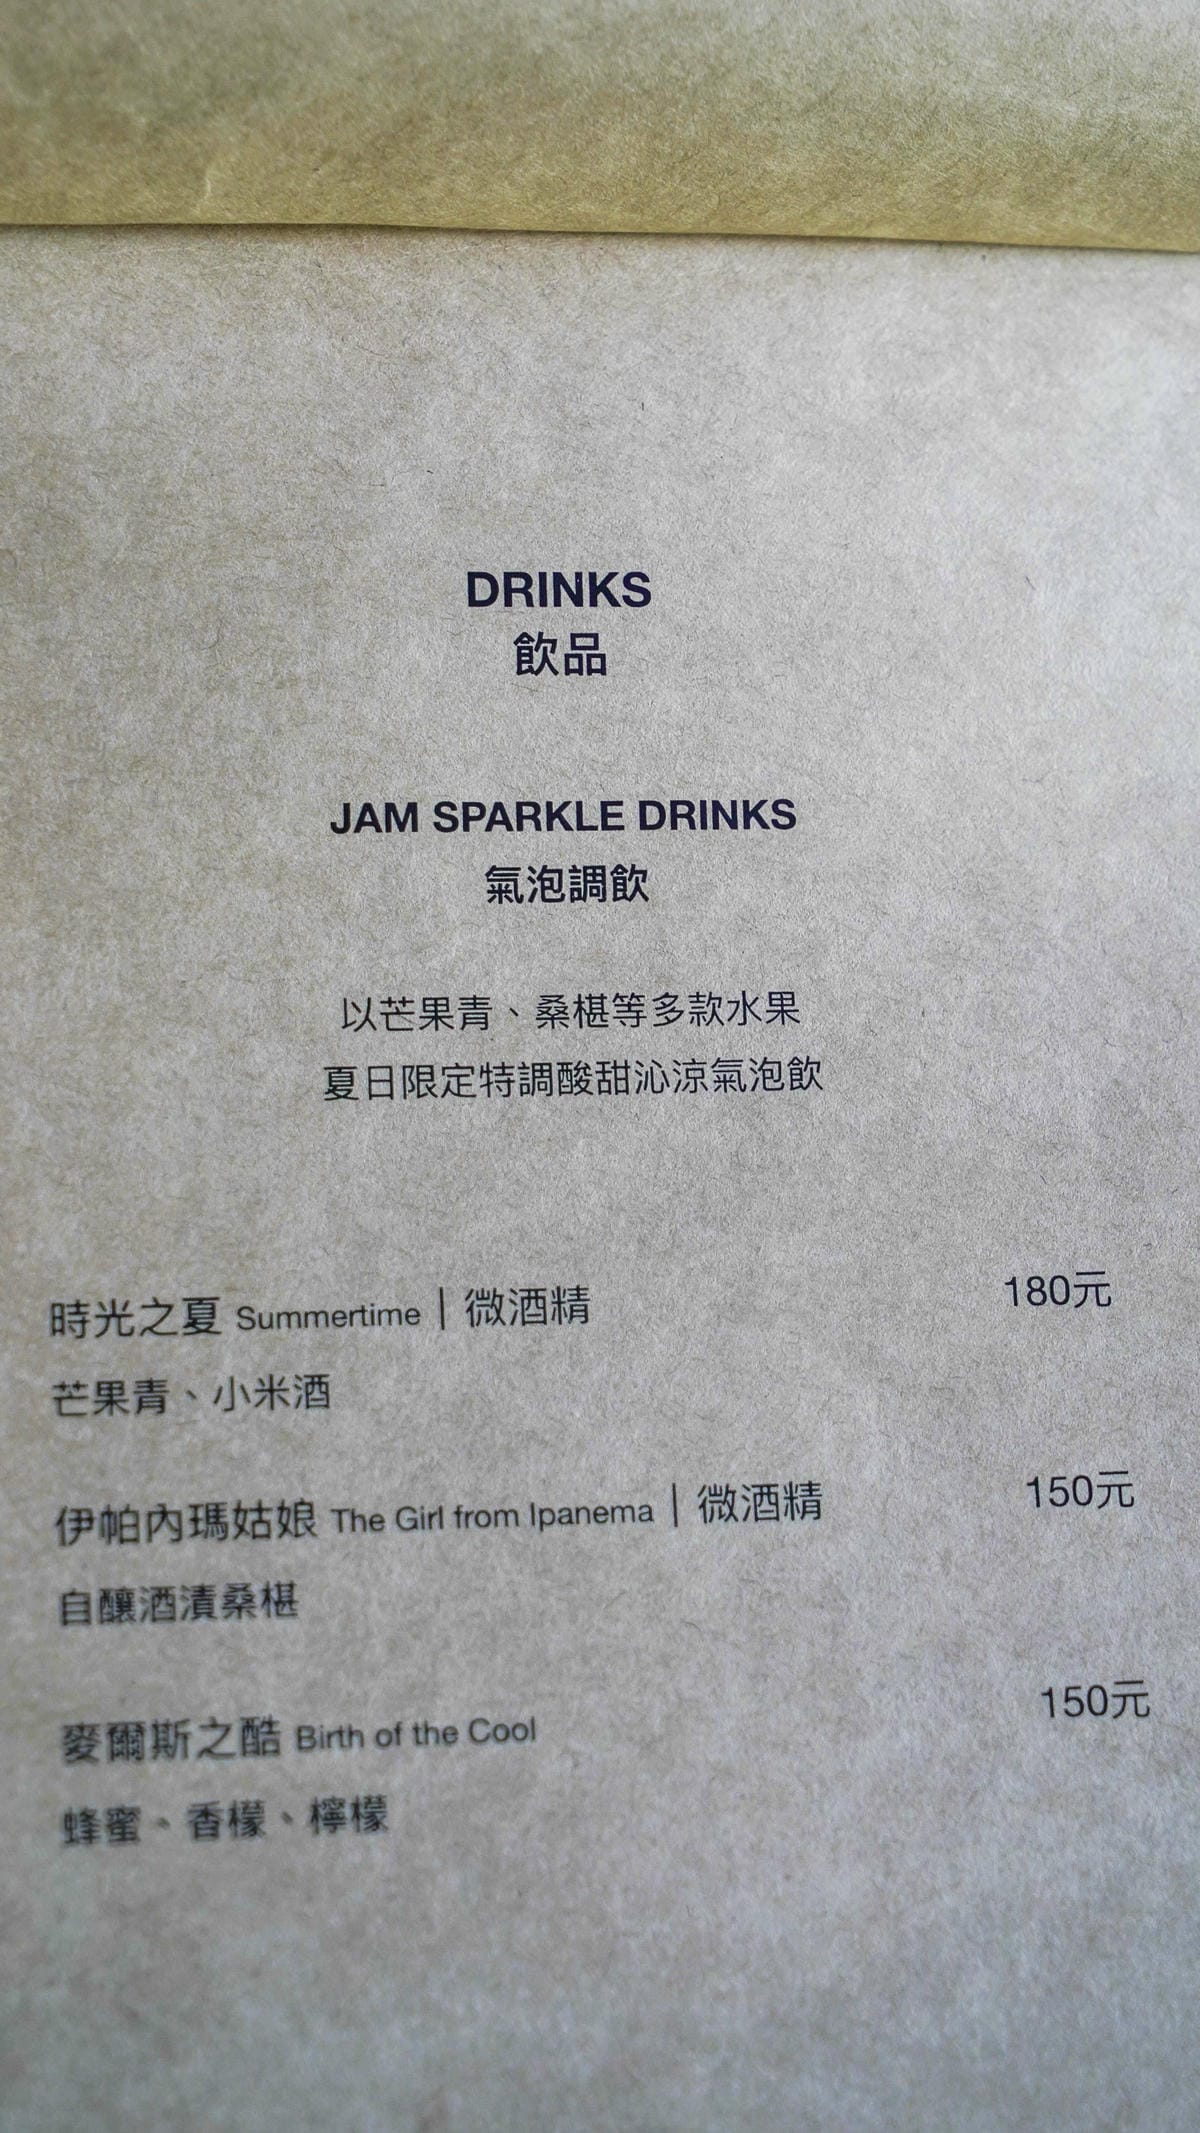 DRINKS
飲品
JAM SPARKLE DRINKS
氣泡調飲
以芒果青、桑椹等多款水果
夏日限定特調酸甜沁涼氣泡飲
時光之夏 Summertime | 微酒精 180元
芒果青、小米酒
伊帕內瑪姑娘 The Girl from Ipanema | 微酒精 150元
自釀酒漬桑椹
麥爾斯之酷 Birth of the Cool 150元
蜂蜜、香檬、檸檬